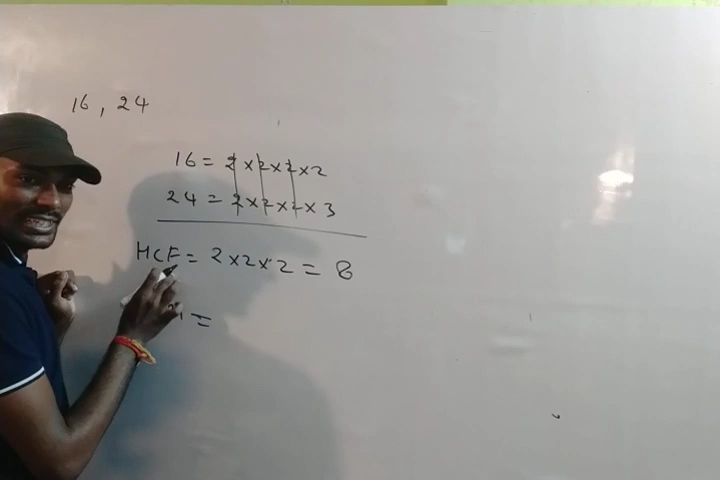 16, 24
16 = 2×2×2×2
24 = 2×2×2×3
HCF = 2×2×2 = 8
=